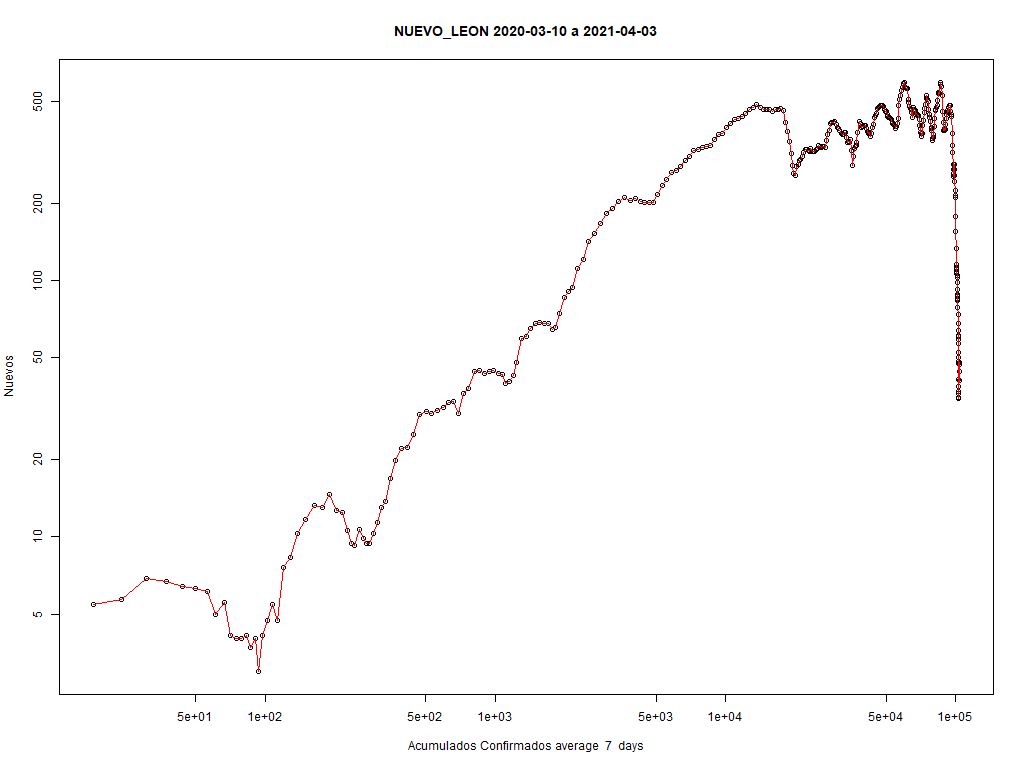 NUEVO_LEON 2020-03-10 a 2021-04-03
Nuevos
500
200
100
50
20
10
5
5e+01 1e+02 5e+02 1e+03 5e+03 1e+04 5e+04 1e+05
Acumulados Confirmados average 7 days